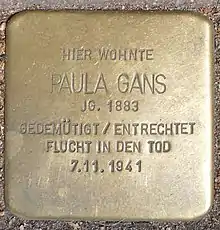 HIER WOHNTE
PAULA GANS
JG. 1883
GEDEMÜTIGT / ENTRECHTET
FLUCHT IN DEN TOD
7.11. 1941